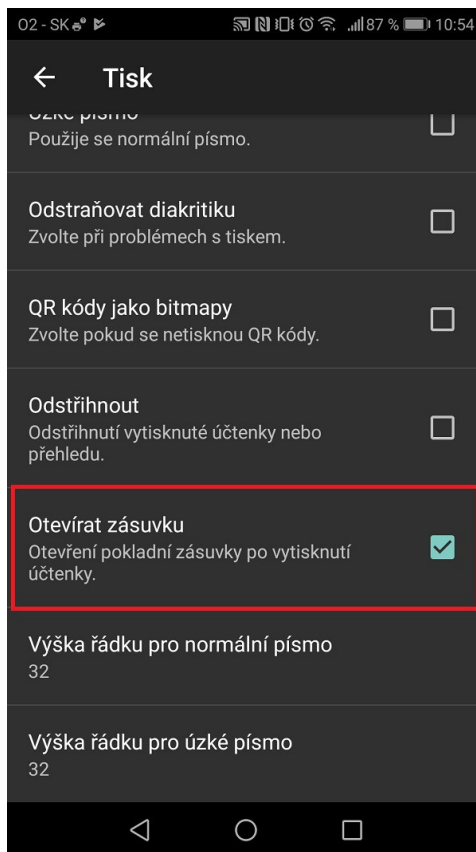 O2 - SK 87 % 10:54
Tisk
Úzké písmo
Použije se normální písmo.
Odstraňovat diakritiku
Zvolte při problémech s tiskem.
QR kódy jako bitmapy
Zvolte pokud se netisknou QR kódy.
Odstřihnout
Odstřihnutí vytisknuté účtenky nebo
přehledu.
Otevírat zásuvku
Otevření pokladní zásuvky po vytisknutí
účtenky.
Výška řádku pro normální písmo
32
Výška řádku pro úzké písmo
32